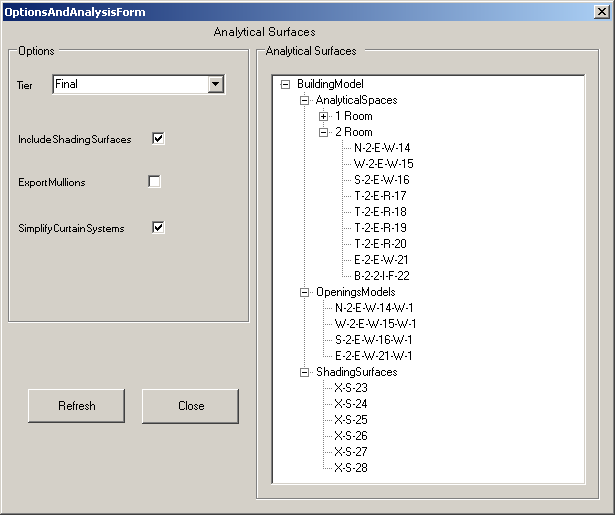 OptionsAndAnalysisForm
Analytical Surfaces
Options
Tier
Final
IncludeShadingSurfaces
ExportMullions
SimplifyCurtainSystems
Refresh
Close
Analytical Surfaces
BuildingModel
AnalyticalSpaces
1 Room
2 Room
N-2-E-W-14
W-2-E-W-15
S-2-E-W-16
T-2-E-R-17
T-2-E-R-18
T-2-E-R-19
T-2-E-R-20
E-2-E-W-21
B-2-2-I-F-22
OpeningsModels
N-2-E-W-14-W-1
W-2-E-W-15-W-1
S-2-E-W-16-W-1
E-2-E-W-21-W-1
ShadingSurfaces
X-S-23
X-S-24
X-S-25
X-S-26
X-S-27
X-S-28